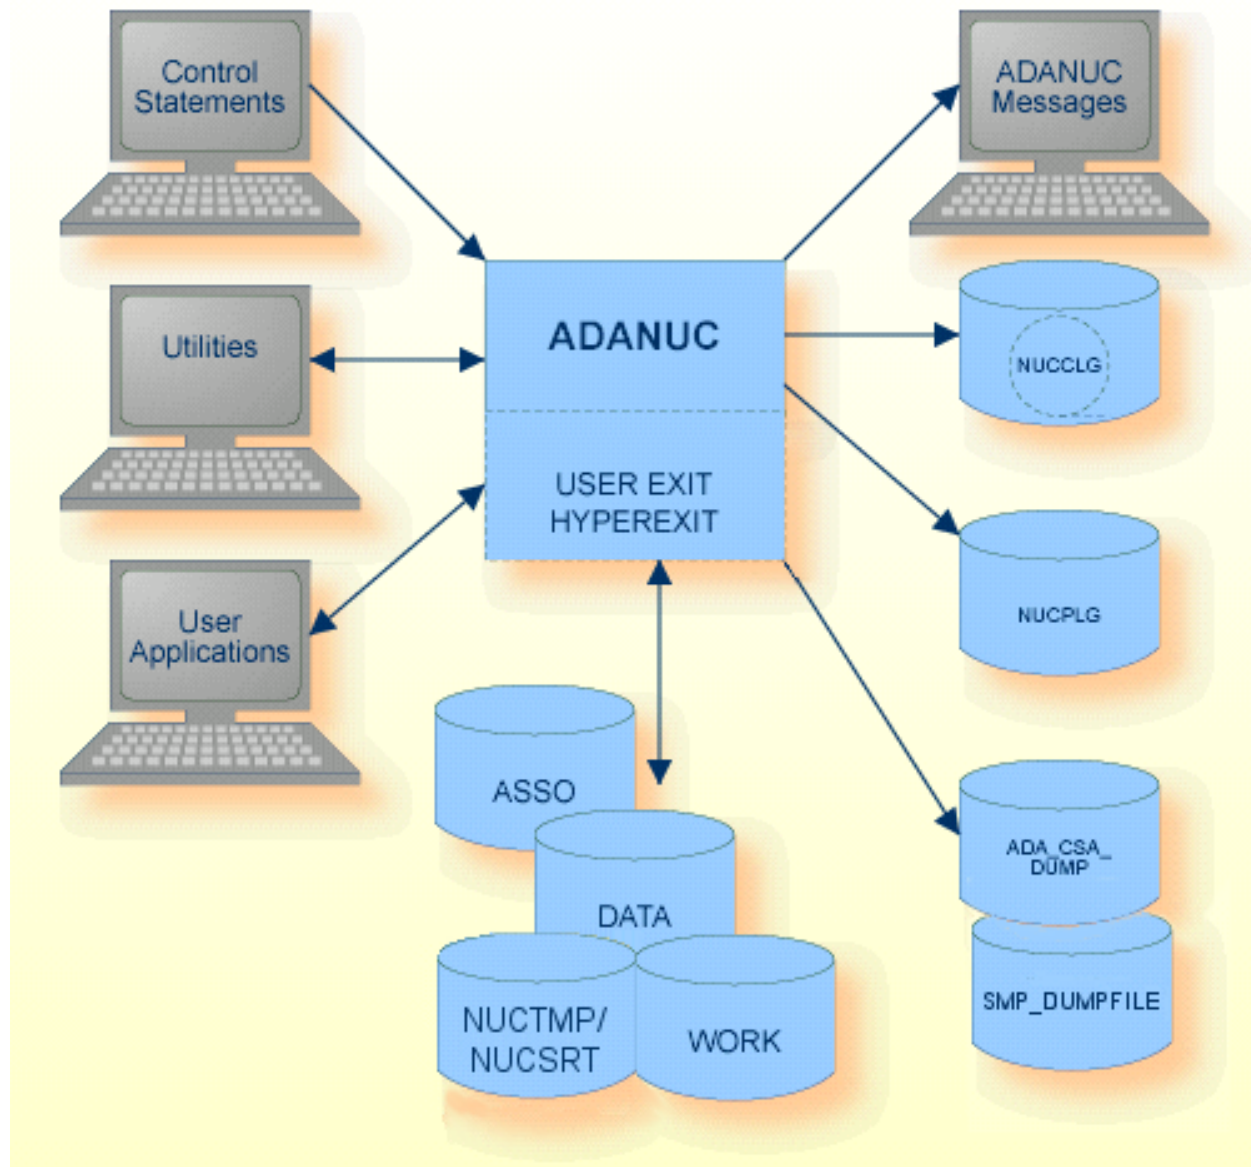 Control
Statements
ADANUC
Messages
Utilities
ADANUC
NUCCLG
USER EXIT
HYPEREXIT
User
Applications
NUCPLG
ASSO
DATA
NUCTMP/
NUCSRT
WORK
ADA_CSA_
DUMP
SMP_DUMPFILE